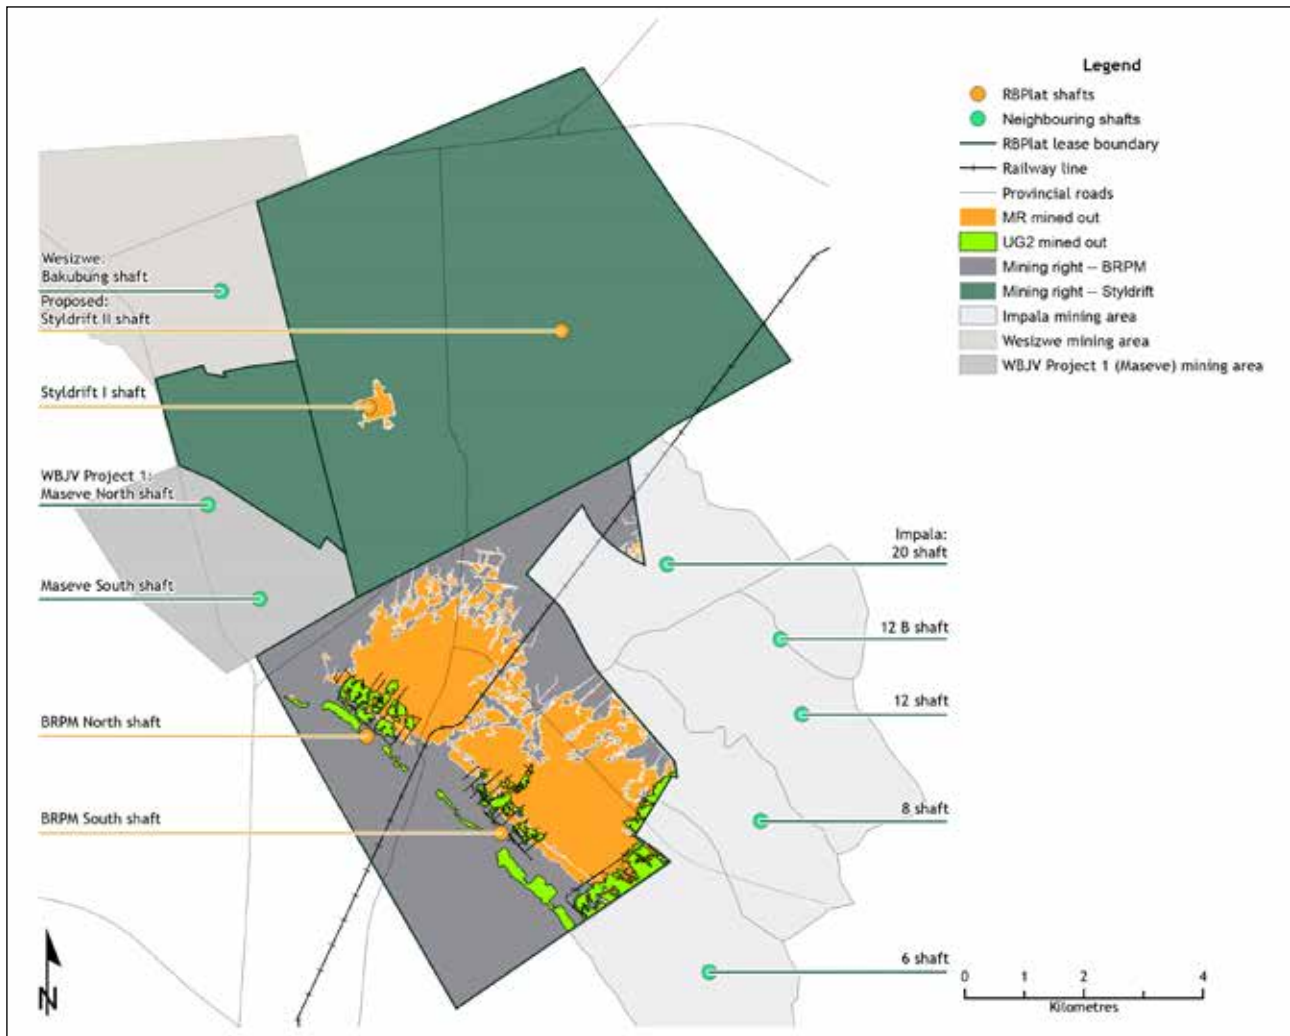 Legend
RBPlat shafts
Neighbouring shafts
RBPlat lease boundary
Railway line
Provincial roads
MR mined out
UG2 mined out
Mining right -- BRPM
Mining right -- Styldrift
Impala mining area
Wesizwe mining area
WBJV Project 1 (Maseve) mining area
Wesizwe:
Bakubung shaft
Proposed:
Styldrift II shaft
Styldrift I shaft
WBJV Project 1:
Maseve North shaft
Maseve South shaft
BRPM North shaft
BRPM South shaft
Impala:
20 shaft
12 B shaft
12 shaft
8 shaft
6 shaft
N
0 1 2 4
Kilometres